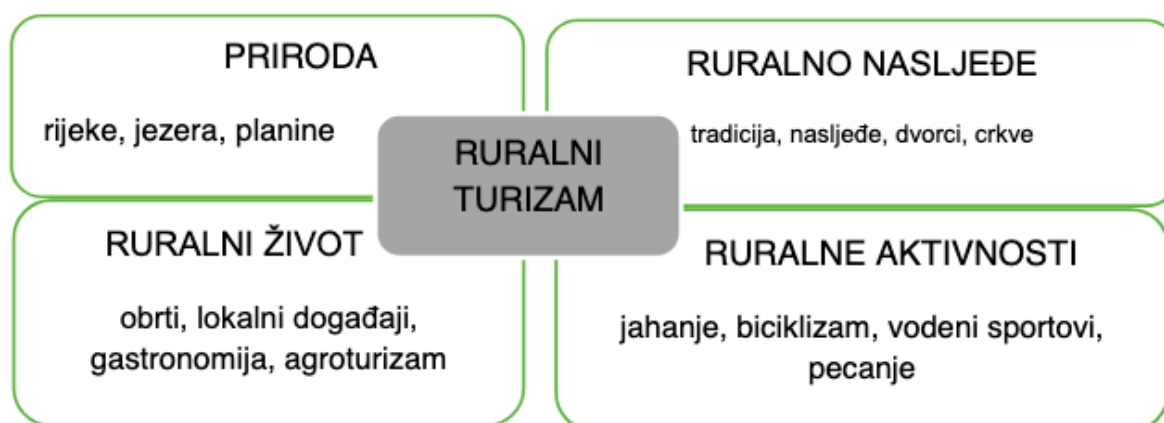 PRIRODA
rijeke, jezera, planine
RURALNO NASLJEĐE
tradicija, nasljeđe, dvorci, crkve
RURALNI
TURIZAM
RURALNI ŽIVOT
obrti, lokalni događaji,
gastronomija, agroturizam
RURALNE AKTIVNOSTI
jahanje, biciklizam, vodeni sportovi,
pecanje